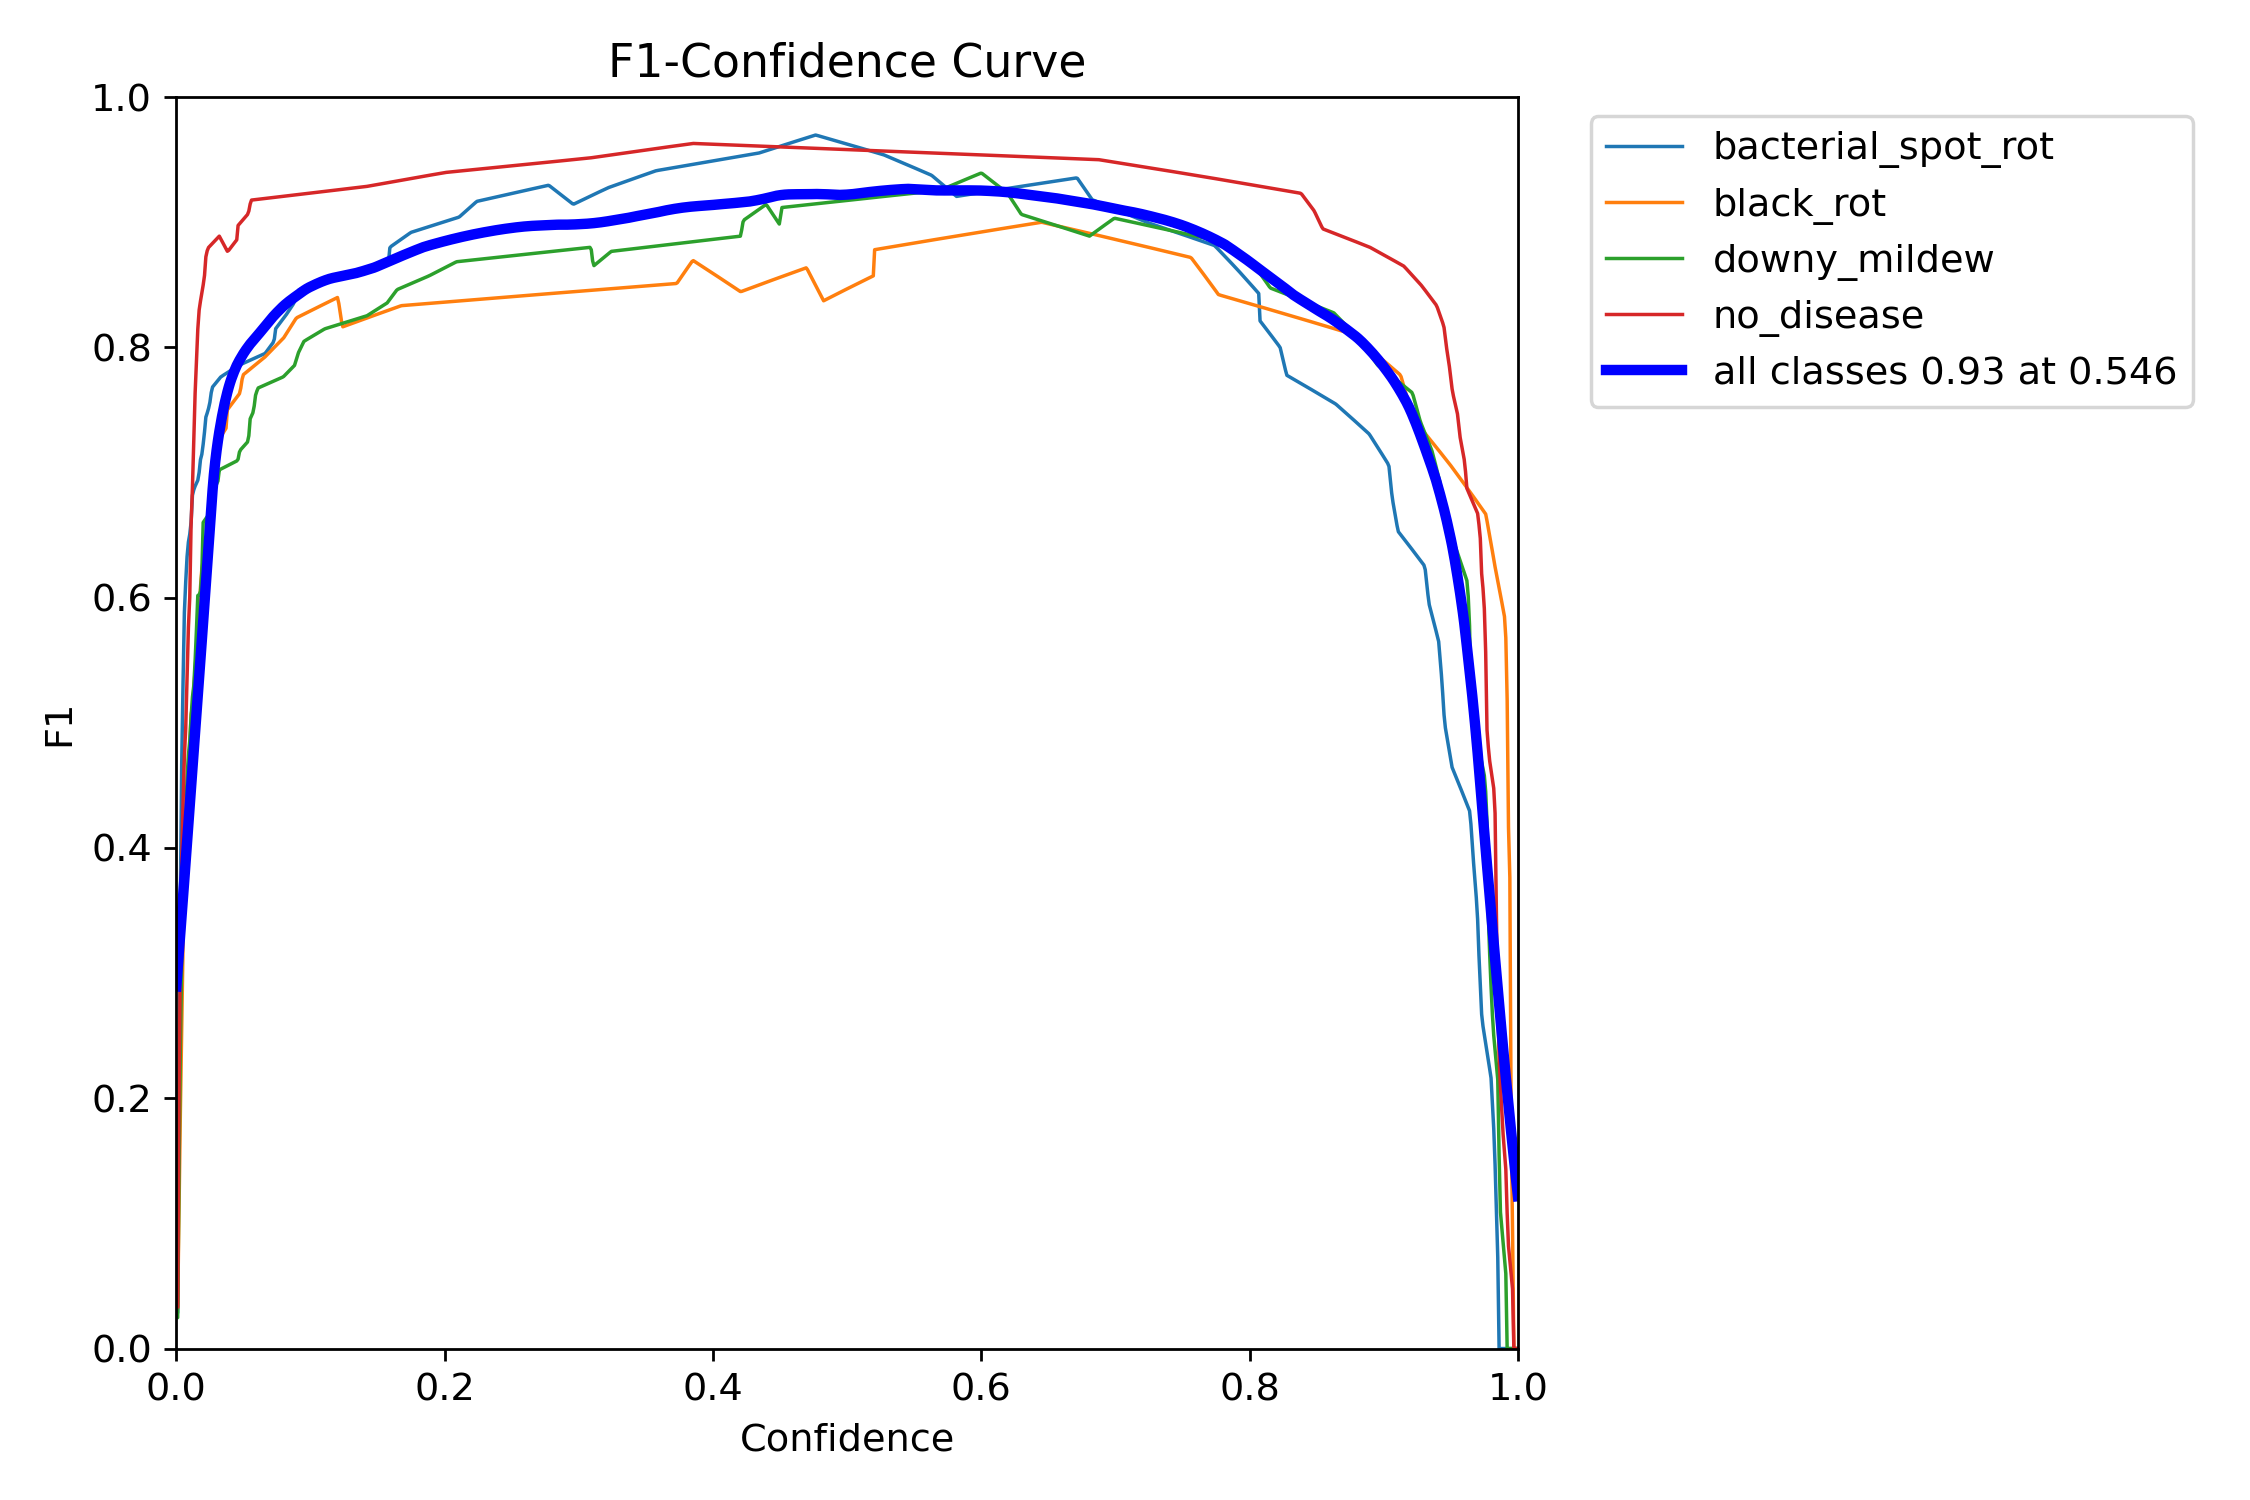 F1-Confidence Curve
1.0
0.8
0.6
0.4
0.2
0.0
F1
0.0 0.2 0.4 0.6 0.8 1.0
Confidence
bacterial_spot_rot
black_rot
downy_mildew
no_disease
all classes 0.93 at 0.546